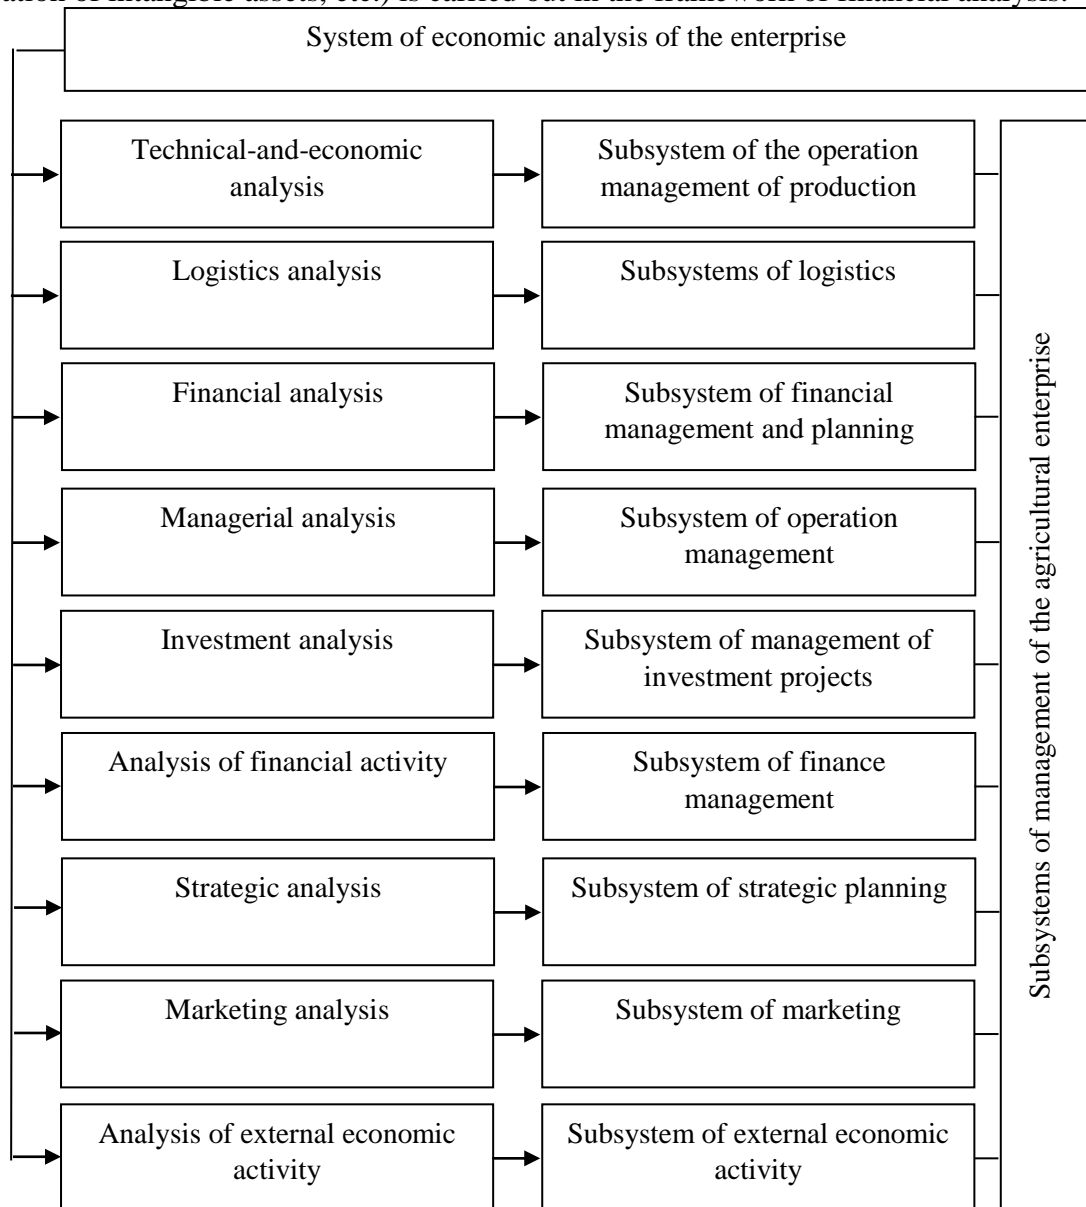 ation of intangible assets, etc.) is carried out in the framework of financial analysis.
System of economic analysis of the enterprise
Technical-and-economic
analysis
Subsystem of the operation
management of production
Logistics analysis
Subsystems of logistics
Financial analysis
Subsystem of financial
management and planning
Managerial analysis
Subsystem of operation
management
Investment analysis
Subsystem of management of
investment projects
Analysis of financial activity
Subsystem of finance
management
Strategic analysis
Subsystem of strategic planning
Marketing analysis
Subsystem of marketing
Analysis of external economic
activity
Subsystem of external economic
activity
Subsystems of management of the agricultural enterprise